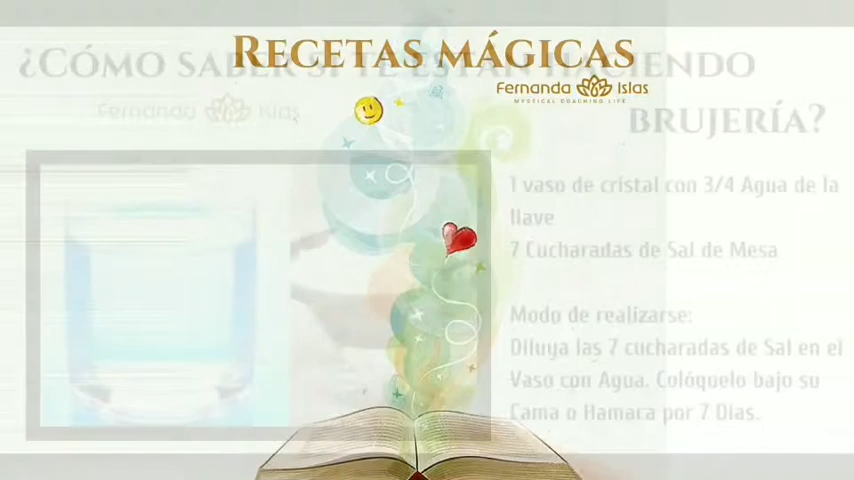 RECETAS MÁGICAS
Fernanda Islas
MYSTICAL COACHING LIFE
¿CÓMO SABER SI TE ESTÁN HACIENDO
BRUJERÍA?
Fernanda Islas
1 vaso de cristal con 3/4 Agua de la
llave
7 Cucharadas de Sal de Mesa
Modo de realizarse:
Diluya las 7 cucharadas de Sal en el
Vaso con Agua. Colóquelo bajo su
Cama o Hamaca por 7 Días.